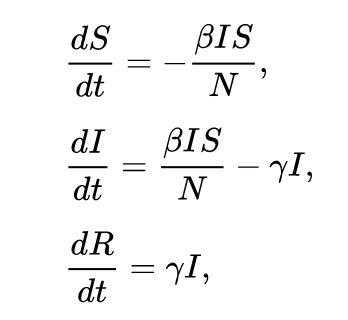 dS/dt = −βIS/N,
dI/dt = βIS/N − γI,
dR/dt = γI,